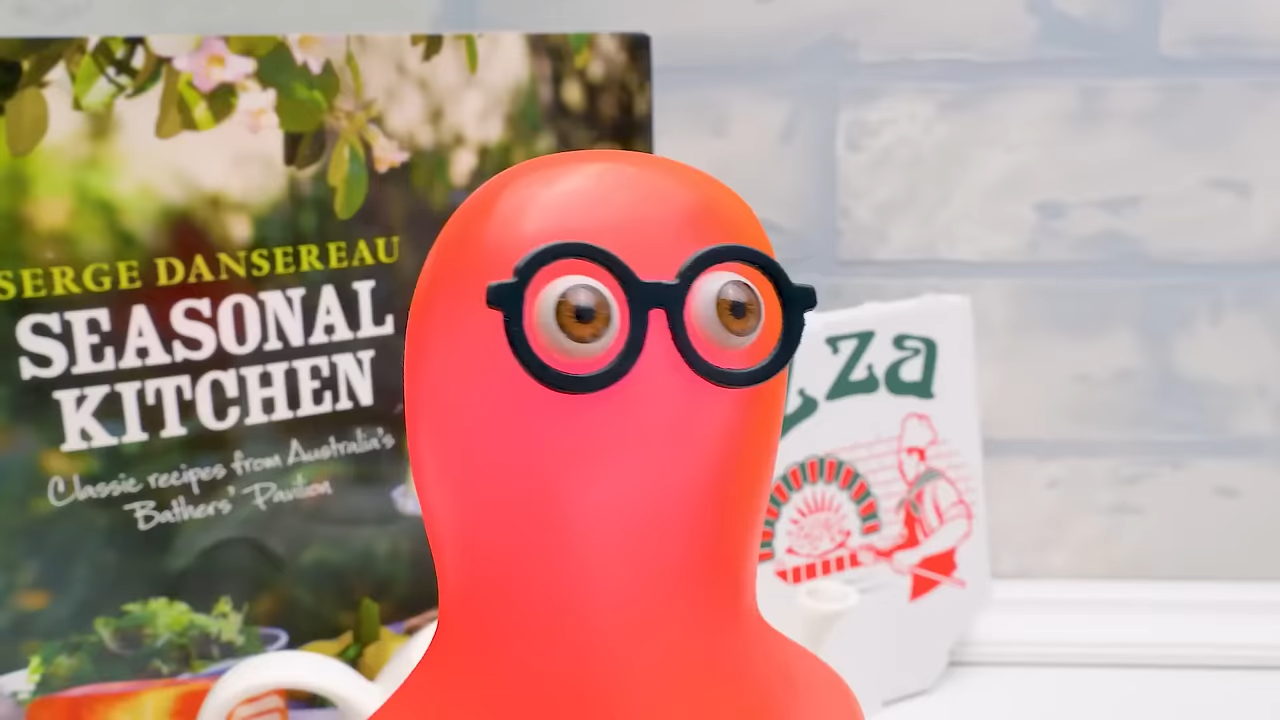 SERGE DANSEREAU
SEASONAL
KITCHEN
Classic recipes from Australia's
Bathers' Pavilion
zza